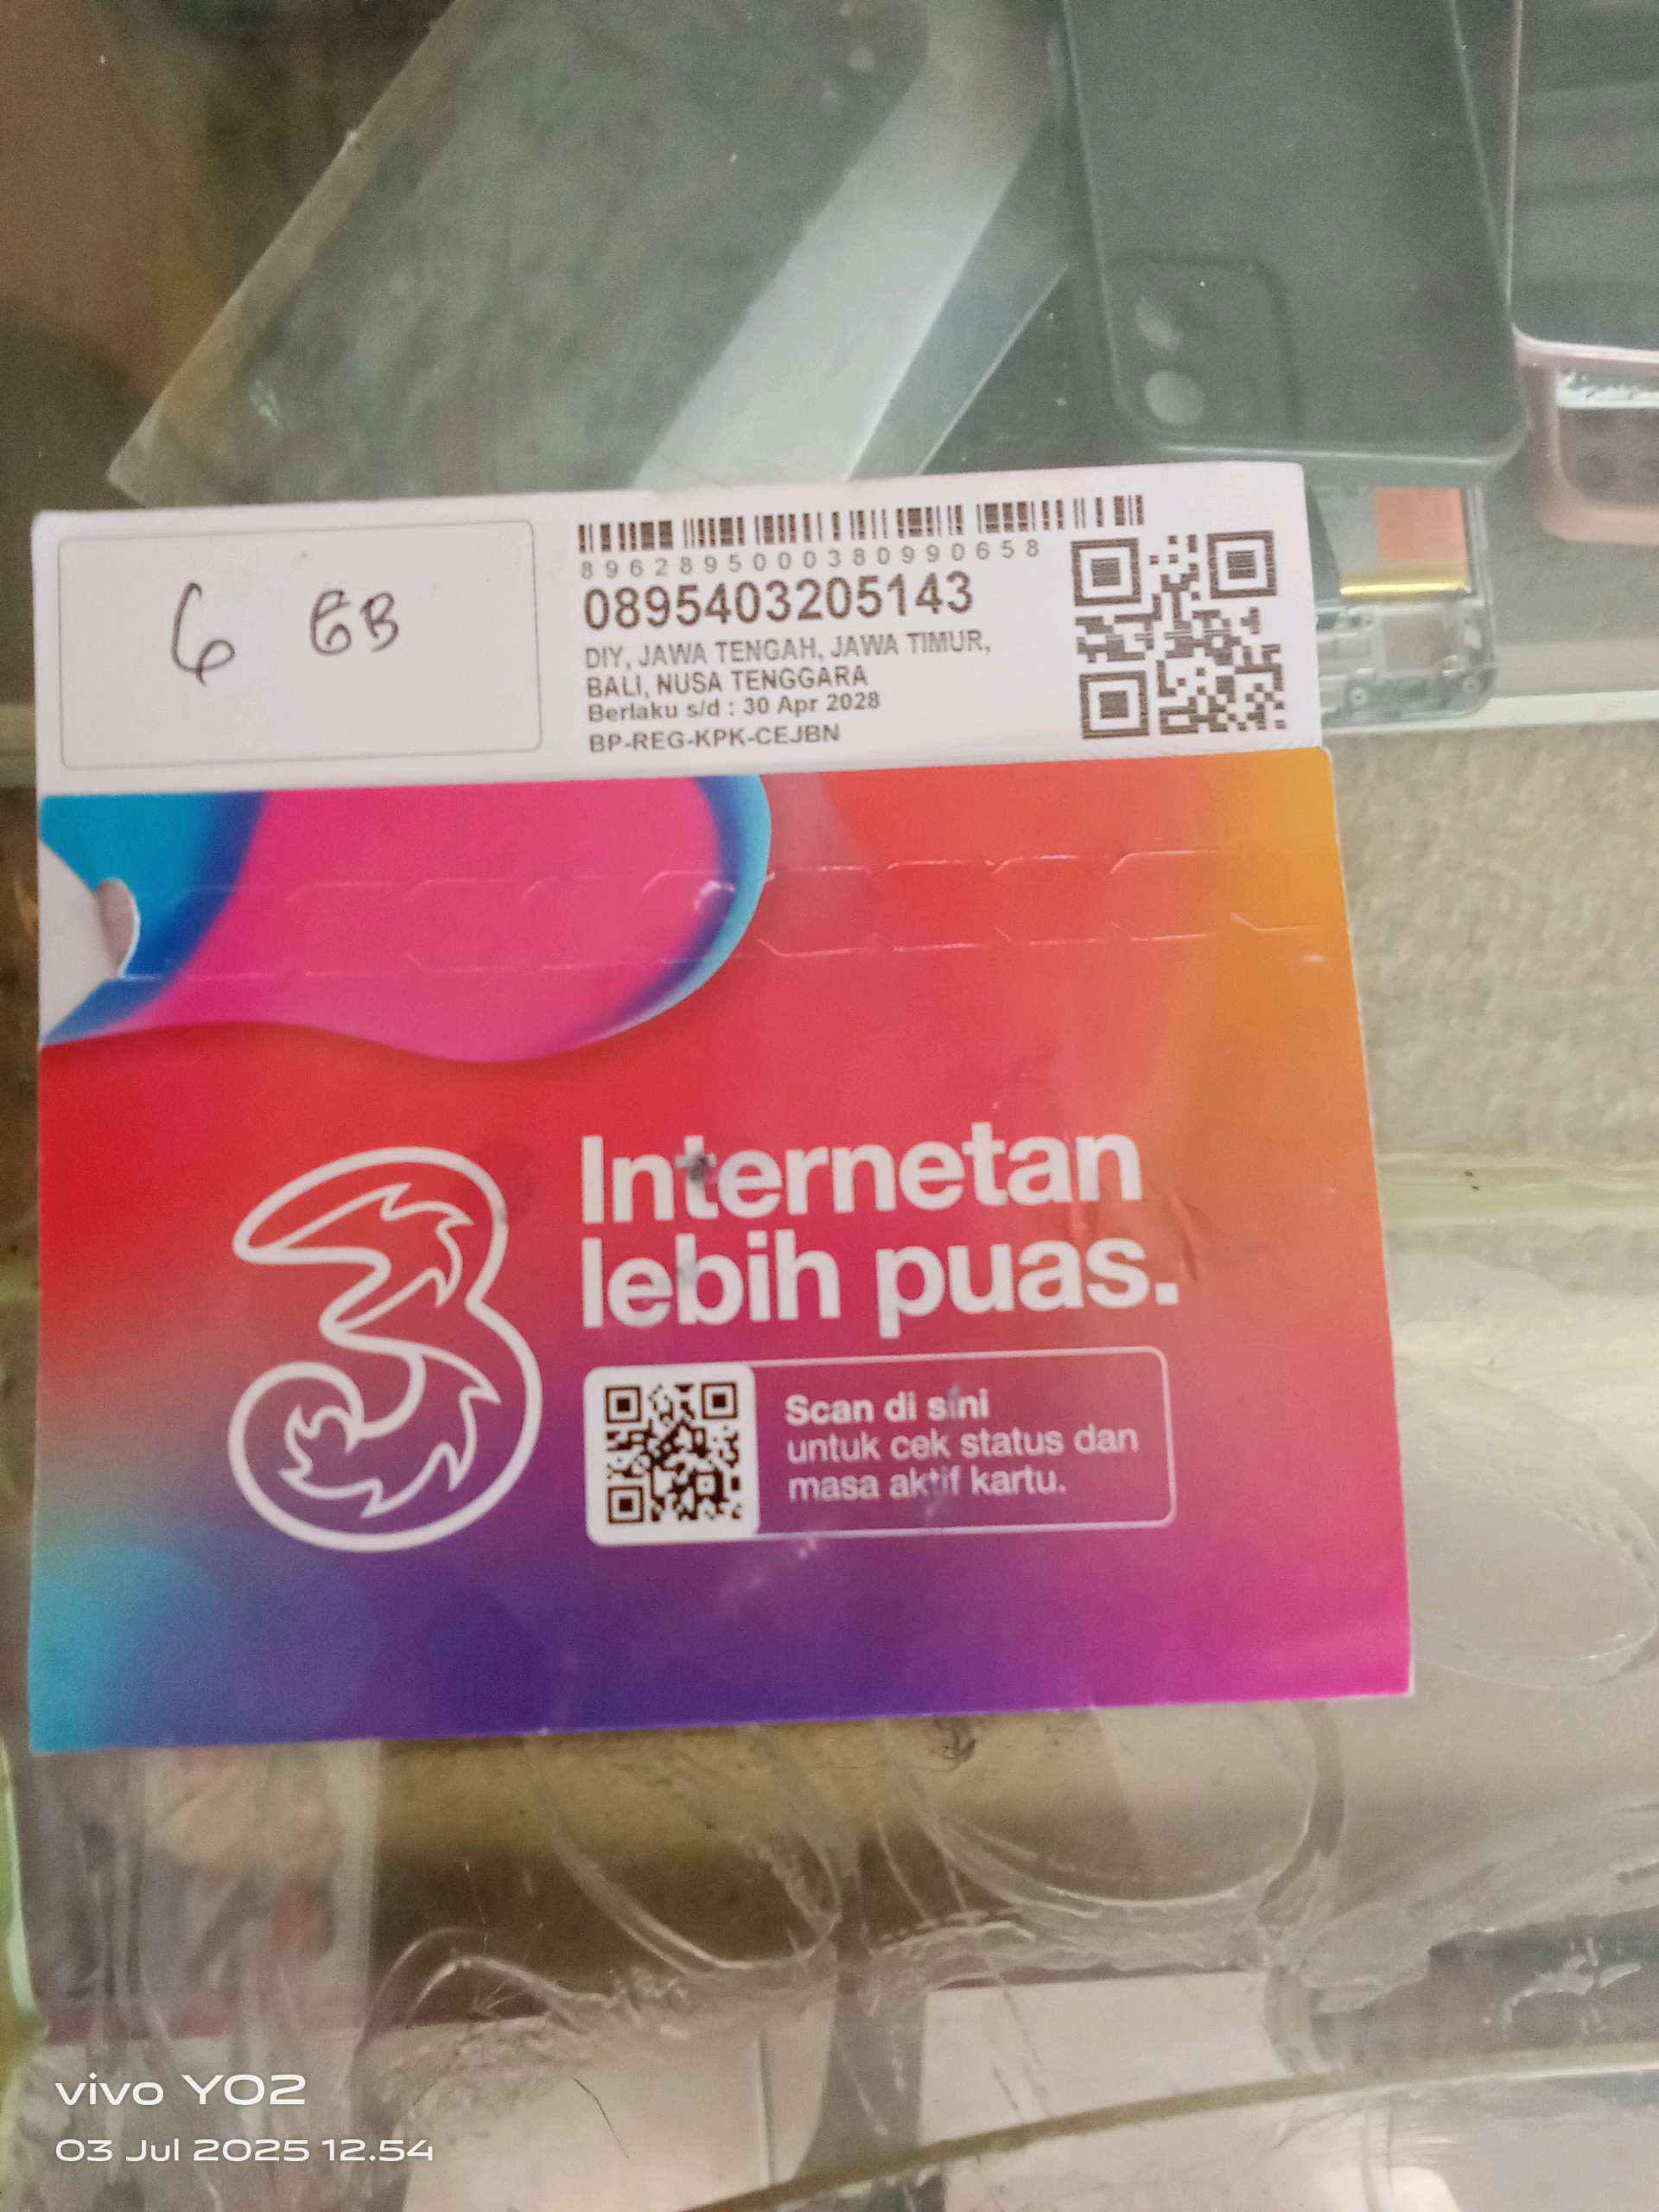 6 GB
8962895000380990658
0895403205143
DIY, JAWA TENGAH, JAWA TIMUR,
BALI, NUSA TENGGARA
Berlaku s/d : 30 Apr 2028
BP-REG-KPK-CEJBN
3
Internetan
lebih puas.
Scan di sini
untuk cek status dan
masa aktif kartu.
vivo Y02
03 Jul 2025 12.54